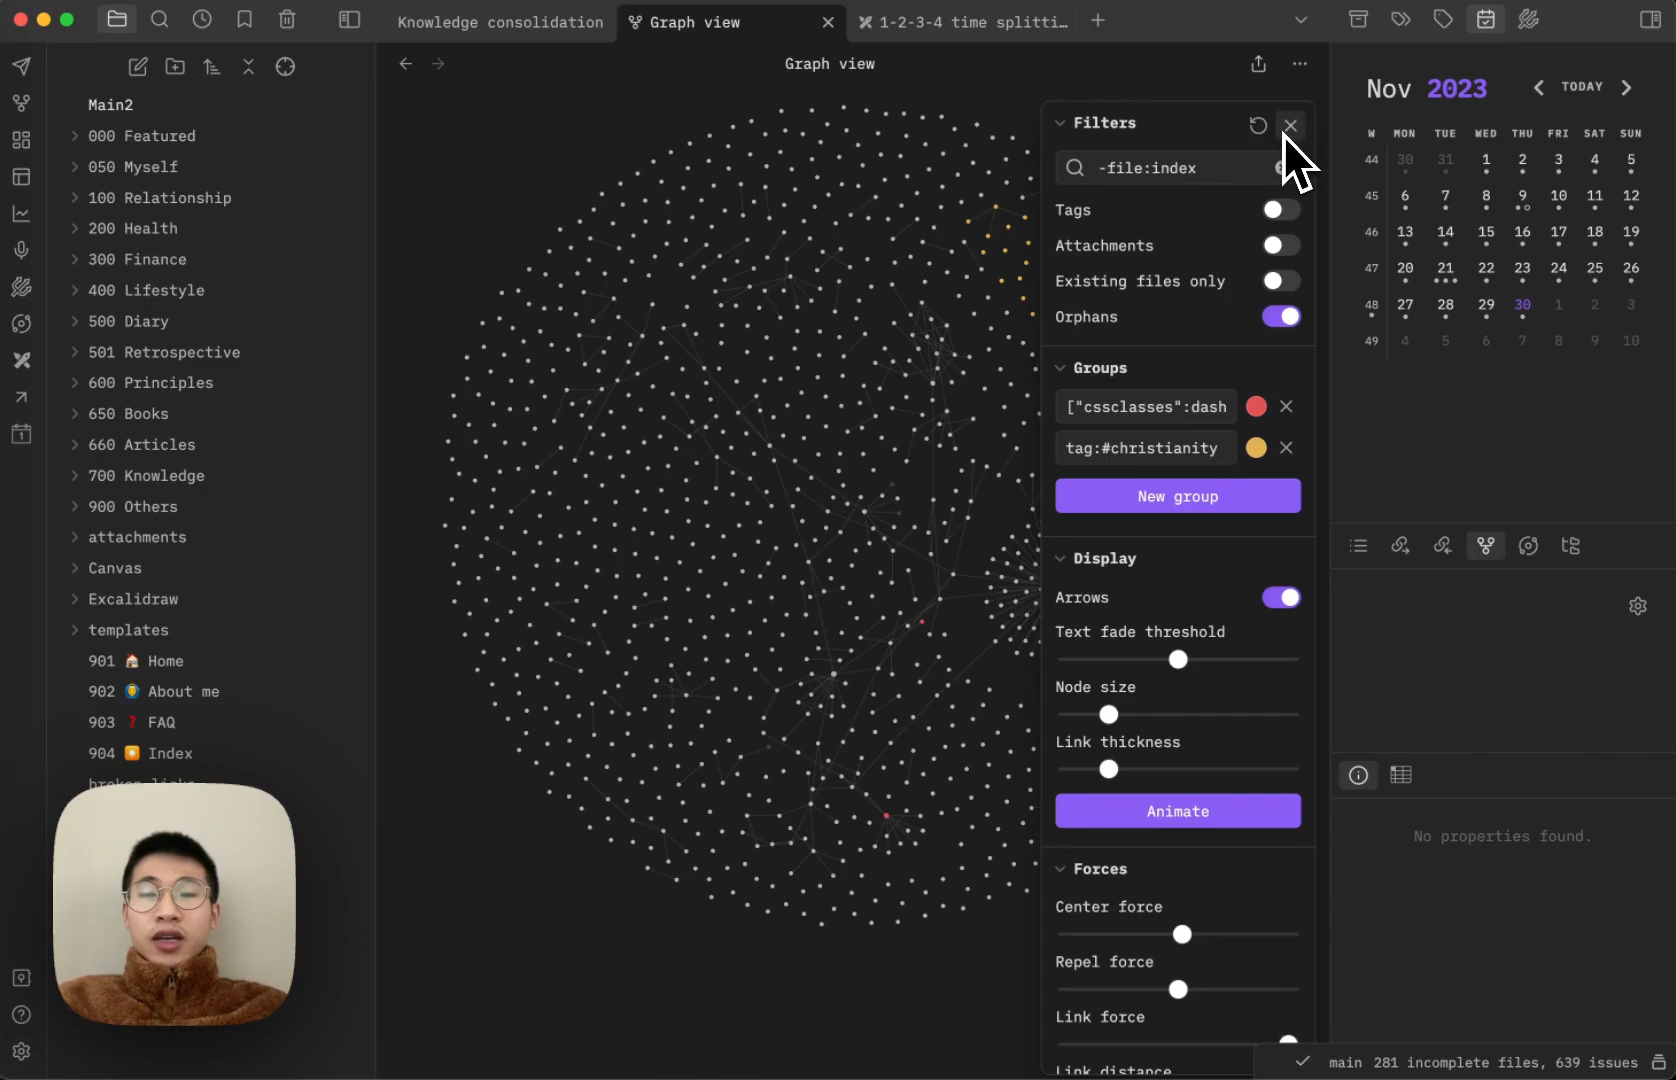 Knowledge consolidation
Graph view
1-2-3-4 time splitti…
Main2
000 Featured
050 Myself
100 Relationship
200 Health
300 Finance
400 Lifestyle
500 Diary
501 Retrospective
600 Principles
650 Books
660 Articles
700 Knowledge
900 Others
attachments
Canvas
Excalidraw
templates
901 🏠 Home
902 🙆‍♂️ About me
903 ❓ FAQ
904 Index
broken links
Graph view
Filters
-file:index
Tags
Attachments
Existing files only
Orphans
Groups
["cssclasses":dash
tag:#christianity
New group
Display
Arrows
Text fade threshold
Node size
Link thickness
Animate
Forces
Center force
Repel force
Link force
Link distance
Nov 2023
TODAY
W MON TUE WED THU FRI SAT SUN
44 30 31 1 2 3 4 5
45 6 7 8 9 10 11 12
46 13 14 15 16 17 18 19
47 20 21 22 23 24 25 26
48 27 28 29 30 1 2 3
49 4 5 6 7 8 9 10
No properties found.
main 281 incomplete files, 639 issues